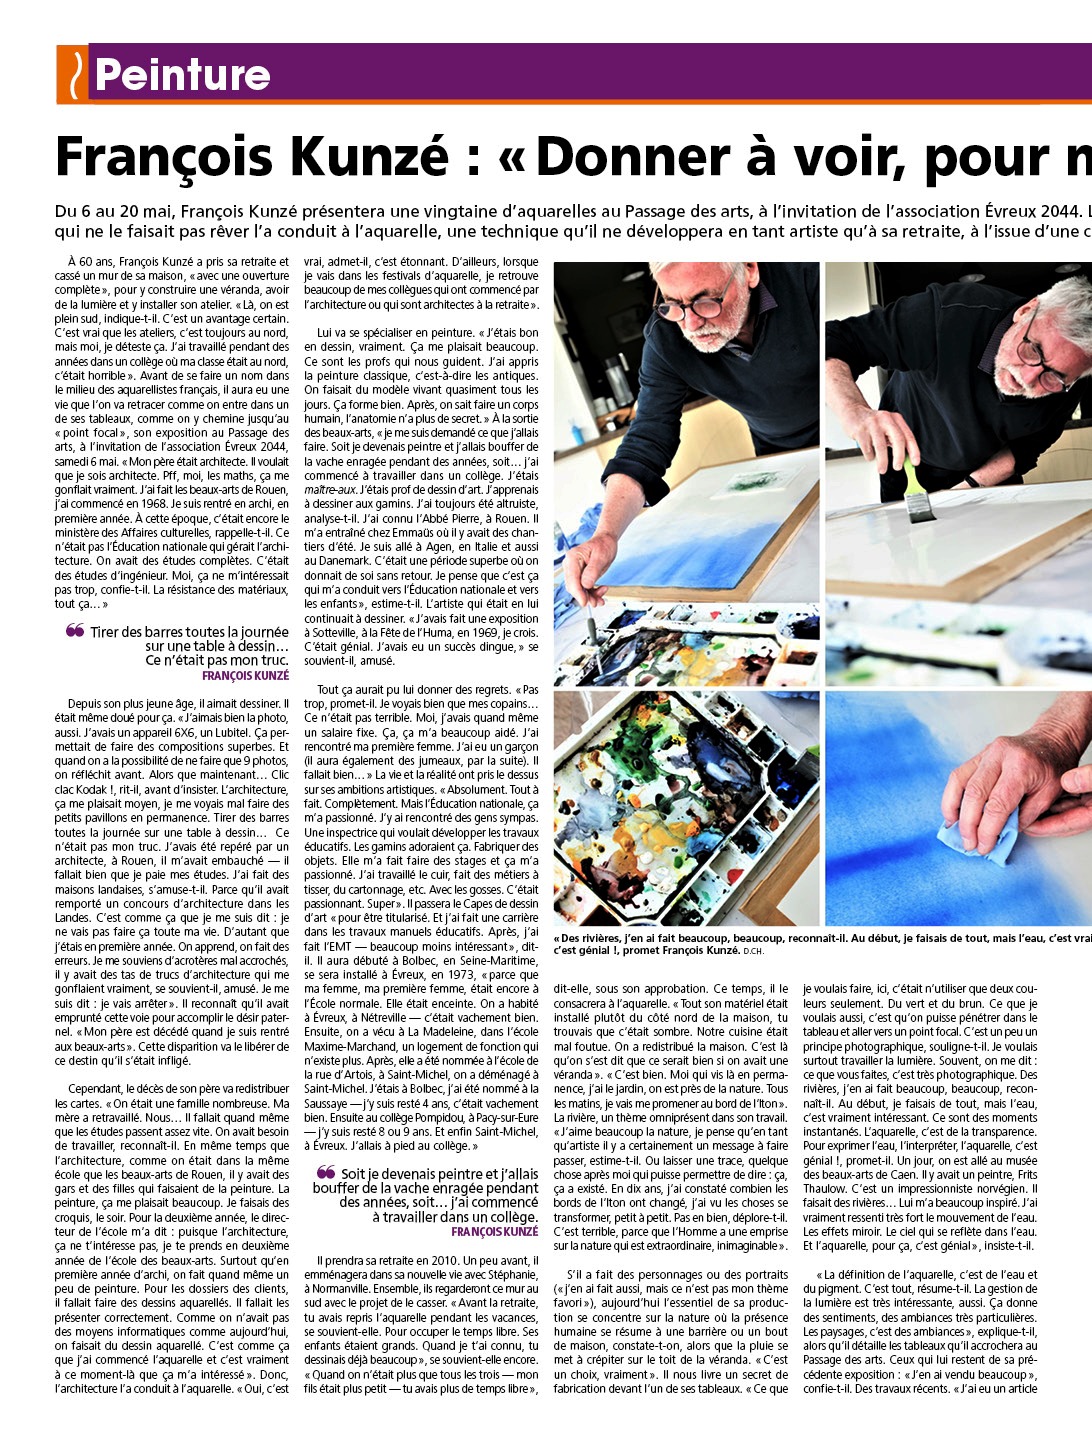 Peinture
François Kunzé : « Donner à voir, pour
Du 6 au 20 mai, François Kunzé présentera une vingtaine d’aquarelles au Passage des arts, à l’invitation de l’association Évreux 2044.
qui ne le faisait pas rêver l’a conduit à l’aquarelle, une technique qu’il ne développera en tant artiste qu’à sa retraite, à l’issue d’une
À 60 ans, François Kunzé a pris sa retraite et
cassé un mur de sa maison, « avec une ouverture
complète », pour y construire une véranda, avoir
de la lumière et y installer son atelier. « Là, on est
plein sud, indique-t-il. C’est un avantage certain.
C’est vrai que les ateliers, c’est toujours au nord,
mais moi, je déteste ça. J’ai travaillé pendant des
années dans un collège où ma classe était au nord,
c’était horrible ». Avant de se faire un nom dans
le milieu des aquarellistes français, il aura eu une
vie que l’on va retracer comme on entre dans un
de ses tableaux, comme on y chemine jusqu’au
« point focal », son exposition au Passage des
arts, à l’invitation de l’association Évreux 2044,
samedi 6 mai. « Mon père était architecte. Il voulait
que je sois architecte. Pff, moi, les maths, ça me
gonflait vraiment. J’ai fait les beaux-arts de Rouen,
j’ai commencé en 1968. Je suis rentré en archi, en
première année. À cette époque, c’était encore le
ministère des Affaires culturelles, rappelle-t-il. Ce
n’était pas l’Éducation nationale qui gérait l’archi-
tecture. On avait des études complètes. C’était
des études d’ingénieur. Moi, ça ne m’intéressait
pas trop, confie-t-il. La résistance des matériaux,
tout ça… »
❝ Tirer des barres toutes la journée
sur une table à dessin…
Ce n’était pas mon truc.
FRANÇOIS KUNZÉ
Depuis son plus jeune âge, il aimait dessiner. Il
était même doué pour ça. « J’aimais bien la photo,
aussi. J’avais un appareil 6X6, un Lubitel. Ça per-
mettait de faire des compositions superbes. Et
quand on a la possibilité de ne faire que 9 photos,
on réfléchit avant. Alors que maintenant… Clic
clac Kodak !, rit-il, avant d’insister. L’architecture,
ça me plaisait moyen, je me voyais mal faire des
petits pavillons en permanence. Tirer des barres
toutes la journée sur une table à dessin… Ce
n’était pas mon truc. J’avais été repéré par un
architecte, à Rouen, il m’avait embauché — il
fallait bien que je paie mes études. J’ai fait des
maisons landaises, s’amuse-t-il. Parce qu’il avait
remporté un concours d’architecture dans les
Landes. C’est comme ça que je me suis dit : je
ne vais pas faire ça toute ma vie. D’autant que
j’étais en première année. On apprend, on fait des
erreurs. Je me souviens d’acrotères mal accrochés,
il y avait des tas de trucs d’architecture qui me
gonflaient vraiment, se souvient-il, amusé. Je me
suis dit : je vais arrêter ». Il reconnaît qu’il avait
emprunté cette voie pour accomplir le désir pater-
nel. « Mon père est décédé quand je suis rentré
aux beaux-arts ». Cette disparition va le libérer de
ce destin qu’il s’était infligé.
Cependant, le décès de son père va redistribuer
les cartes. « On était une famille nombreuse. Ma
mère a retravaillé. Nous… Il fallait quand même
que les études passent assez vite. On avait besoin
de travailler, reconnaît-il. En même temps que
l’architecture, comme on était dans la même
école que les beaux-arts de Rouen, il y avait des
gars et des filles qui faisaient de la peinture. La
peinture, ça me plaisait beaucoup. Je faisais des
croquis, le soir. Pour la deuxième année, le direc-
teur de l’école m’a dit : puisque l’architecture,
ça ne t’intéresse pas, je te prends en deuxième
année de l’école des beaux-arts. Surtout qu’en
première année d’archi, on fait quand même un
peu de peinture. Pour les dossiers des clients,
il fallait faire des dessins aquarellés. Il fallait les
présenter correctement. Comme on n’avait pas
des moyens informatiques comme aujourd’hui,
on faisait du dessin aquarellé. C’est comme ça
que j’ai commencé l’aquarelle et c’est vraiment
à ce moment-là que ça m’a intéressé ». Donc,
l’architecture l’a conduit à l’aquarelle. « Oui, c’est
vrai, admet-il, c’est étonnant. D’ailleurs, lorsque
je vais dans les festivals d’aquarelle, je retrouve
beaucoup de mes collègues qui ont commencé par
l’architecture ou qui sont architectes à la retraite ».
Lui va se spécialiser en peinture. « J’étais bon
en dessin, vraiment. Ça me plaisait beaucoup.
Ce sont les profs qui nous guident. J’ai appris
la peinture classique, c’est-à-dire les antiques.
On faisait du modèle vivant quasiment tous les
jours. Ça forme bien. Après, on sait faire un corps
humain, l’anatomie n’a plus de secret. » À la sortie
des beaux-arts, « je me suis demandé ce que j’allais
faire. Soit je devenais peintre et j’allais bouffer de
la vache enragée pendant des années, soit… j’ai
commencé à travailler dans un collège. J’étais
maître-aux. J’étais prof de dessin d’art. J’apprenais
à dessiner aux gamins. J’ai toujours été altruiste,
analyse-t-il. J’ai connu l’Abbé Pierre, à Rouen. Il
m’a entraîné chez Emmaüs où il y avait des chan-
tiers d’été. Je suis allé à Agen, en Italie et aussi
au Danemark. C’était une période superbe où on
donnait de soi sans retour. Je pense que c’est ça
qui m’a conduit vers l’Éducation nationale et vers
les enfants », estime-t-il. L’artiste qui était en lui
continuait à dessiner. « J’avais fait une exposition
à Sotteville, à la Fête de l’Huma, en 1969, je crois.
C’était génial. J’avais eu un succès dingue, » se
souvient-il, amusé.
Tout ça aurait pu lui donner des regrets. « Pas
trop, promet-il. Je voyais bien que mes copains…
Ce n’était pas terrible. Moi, j’avais quand même
un salaire fixe. Ça, ça m’a beaucoup aidé. J’ai
rencontré ma première femme. J’ai eu un garçon
(il aura également des jumeaux, par la suite). Il
fallait bien… » La vie et la réalité ont pris le dessus
sur ses ambitions artistiques. « Absolument. Tout à
fait. Complètement. Mais l’Éducation nationale, ça
m’a passionné. J’y ai rencontré des gens sympas.
Une inspectrice qui voulait développer les travaux
éducatifs. Les gamins adoraient ça. Fabriquer des
objets. Elle m’a fait faire des stages et ça m’a
passionné. J’ai travaillé le cuir, fait des métiers à
tisser, du cartonnage, etc. Avec les gosses. C’était
passionnant. Super ». Il passera le Capes de dessin
d’art « pour être titularisé. Et j’ai fait une carrière
dans les travaux manuels éducatifs. Après, j’ai
fait l’EMT — beaucoup moins intéressant », dit-
il. Il aura débuté à Bolbec, en Seine-Maritime,
se sera installé à Évreux, en 1973, « parce que
ma femme, ma première femme, était encore à
l’École normale. Elle était enceinte. On a habité
à Évreux, à Nétreville — c’était vachement bien.
Ensuite, on a vécu à La Madeleine, dans l’école
Maxime-Marchand, un logement de fonction qui
n’existe plus. Après, elle a été nommée à l’école de
la rue d’Artois, à Saint-Michel, on a déménagé à
Saint-Michel. J’étais à Bolbec, j’ai été nommé à la
Saussaye — j’y suis resté 4 ans, c’était vachement
bien. Ensuite au collège Pompidou, à Pacy-sur-Eure
— j’y suis resté 8 ou 9 ans. Et enfin Saint-Michel,
à Évreux. J’allais à pied au collège. »
❝ Soit je devenais peintre et j’allais
bouffer de la vache enragée pendant
des années, soit… j’ai commencé
à travailler dans un collège.
FRANÇOIS KUNZÉ
Il prendra sa retraite en 2010. Un peu avant, il
emménagera dans sa nouvelle vie avec Stéphanie,
à Normanville. Ensemble, ils regarderont ce mur au
sud avec le projet de le casser. « Avant la retraite,
tu avais repris l’aquarelle pendant les vacances,
se souvient-elle. Pour occuper le temps libre. Ses
enfants étaient grands. Quand je t’ai connu, tu
dessinais déjà beaucoup », se souvient-elle encore.
« Quand on n’était plus que tous les trois — mon
fils était plus petit — tu avais plus de temps libre »,
« Des rivières, j’en ai fait beaucoup, beaucoup, reconnaît-il. Au début, je faisais de tout, mais l’eau, c’est
c’est génial !, promet François Kunzé. D.CH.
dit-elle, sous son approbation. Ce temps, il le
consacrera à l’aquarelle. « Tout son matériel était
installé plutôt du côté nord de la maison, tu
trouvais que c’était sombre. Notre cuisine était
mal foutue. On a redistribué la maison. C’est là
qu’on s’est dit que ce serait bien si on avait une
véranda ». « C’est bien. Moi qui vis là en perma-
nence, j’ai le jardin, on est près de la nature. Tous
les matins, je vais me promener au bord de l’Iton ».
La rivière, un thème omniprésent dans son travail.
« J’aime beaucoup la nature, je pense qu’en tant
qu’artiste il y a certainement un message à faire
passer, estime-t-il. Ou laisser une trace, quelque
chose après moi qui puisse permettre de dire : ça,
ça a existé. En dix ans, j’ai constaté combien les
bords de l’Iton ont changé, j’ai vu les choses se
transformer, petit à petit. Pas en bien, déplore-t-il.
C’est terrible, parce que l’Homme a une emprise
sur la nature qui est extraordinaire, inimaginable ».
S’il a fait des personnages ou des portraits
(« j’en ai fait aussi, mais ce n’est pas mon thème
favori »), aujourd’hui l’essentiel de sa produc-
tion se concentre sur la nature où la présence
humaine se résume à une barrière ou un bout
de maison, constate-t-on, alors que la pluie se
met à crépiter sur le toit de la véranda. « C’est
un choix, vraiment ». Il nous livre un secret de
fabrication devant l’un de ses tableaux. « Ce que
je voulais faire, ici, c’était n’utiliser que deux cou-
leurs seulement. Du vert et du brun. Ce que je
voulais aussi, c’est qu’on puisse pénétrer dans le
tableau et aller vers un point focal. C’est un peu un
principe photographique, souligne-t-il. Je voulais
surtout travailler la lumière. Souvent, on me dit :
ce que vous faites, c’est très photographique. Des
rivières, j’en ai fait beaucoup, beaucoup, recon-
naît-il. Au début, je faisais de tout, mais l’eau,
c’est vraiment intéressant. Ce sont des moments
instantanés. L’aquarelle, c’est de la transparence.
Pour exprimer l’eau, l’interpréter, l’aquarelle, c’est
génial !, promet-il. Un jour, on est allé au musée
des beaux-arts de Caen. Il y avait un peintre, Frits
Thaulow. C’est un impressionniste norvégien. Il
faisait des rivières… Lui m’a beaucoup inspiré. J’ai
vraiment ressenti très fort le mouvement de l’eau.
Les effets miroir. Le ciel qui se reflète dans l’eau.
Et l’aquarelle, pour ça, c’est génial », insiste-t-il.
« La définition de l’aquarelle, c’est de l’eau et
du pigment. C’est tout, résume-t-il. La gestion de
la lumière est très intéressante, aussi. Ça donne
des sentiments, des ambiances très particulières.
Les paysages, c’est des ambiances », explique-t-il,
alors qu’il détaille les tableaux qu’il accrochera au
Passage des arts. Ceux qui lui restent de sa pré-
cédente exposition : « J’en ai vendu beaucoup »,
confie-t-il. Des travaux récents. « J’ai eu un article